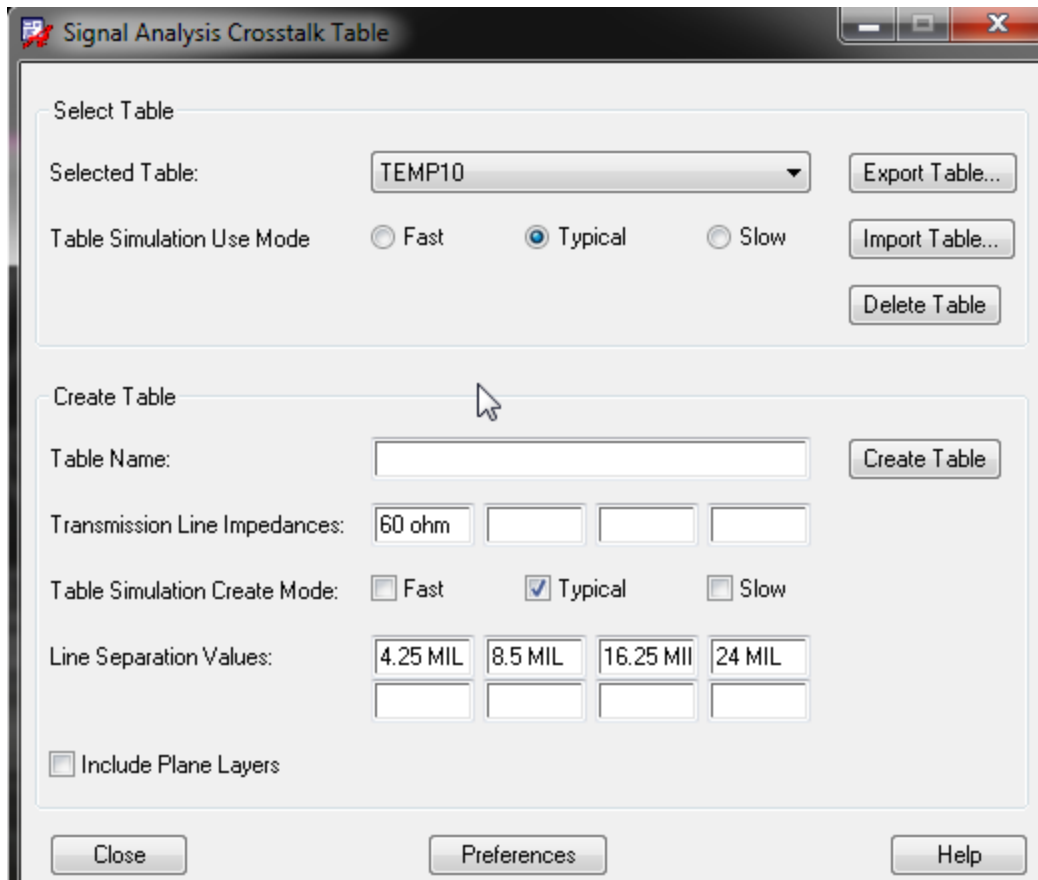 Signal Analysis Crosstalk Table
Select Table
Selected Table: TEMP10 Export Table...
Table Simulation Use Mode Fast Typical Slow Import Table...
Delete Table
Create Table
Table Name: Create Table
Transmission Line Impedances: 60 ohm
Table Simulation Create Mode: Fast Typical Slow
Line Separation Values: 4.25 MIL 8.5 MIL 16.25 MIl 24 MIL
Include Plane Layers
Close Preferences Help